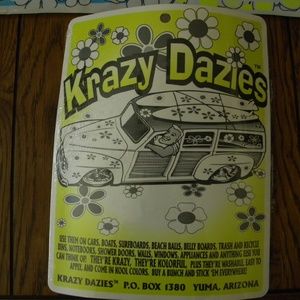 Krazy Dazies™
USE THEM ON CARS, BOATS, SURFBOARDS, BEACH BALLS, BELLY BOARDS, TRASH AND RECYCLE
BINS, NOTEBOOKS, SHOWER DOORS, WALLS, WINDOWS, APPLIANCES AND ANYTHING ELSE YOU
CAN THINK OF! THEY'RE KRAZY, THEY'RE KOLORFUL, PLUS THEY'RE WASHABLE, EASY TO
APPLY, AND COME IN KOOL COLORS. BUY A BUNCH AND STICK 'EM EVERYWHERE!
KRAZY DAZIES™ P.O. BOX 1380 YUMA, ARIZONA